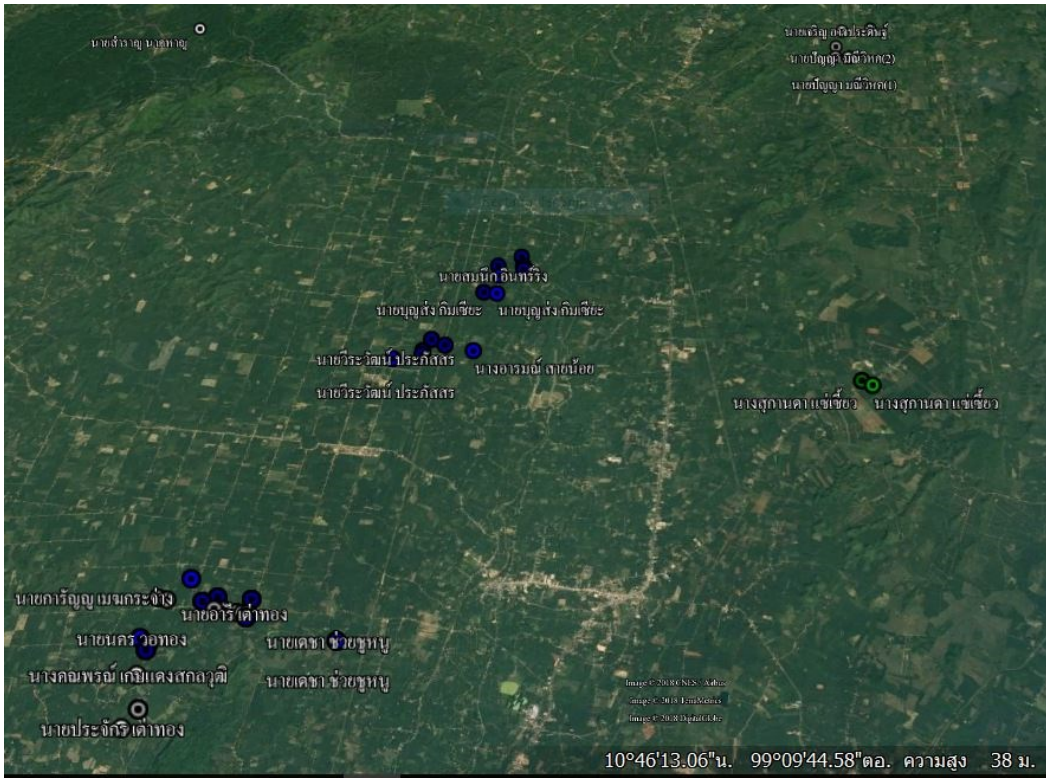 นายสำราญ นาคหาญ
นายเจริญ
นายปัญญา มณีวิหค(2)
นายปัญญา มณีวิหค(1)
นายสมนึก อินทร์ริง
นายบุญส่ง กิมเซียะ นายบุญส่ง กิมเซียะ
นายวีระวัฒน์ ประภัสสร
นางอารมณ์ สายน้อย
นายวีระวัฒน์ ประภัสสร
นางสุกานดา แซ่เซี้ยว นางสุกานดา แซ่เซี้ยว
นายการัญญู เมฆกระจ่าง
นายอารี เต่าทอง
นายนคร วอทอง
นายเดชา ช่วยชูหนู
นางคณพรณ์ เกษแดงสกลวุฒิ
นายเดชา ช่วยชูหนู
Image © 2018 CNES / Airbus
Image © 2018 TerraMetrics
Image © 2018 DigitalGlobe
นายประจักร เต่าทอง
10°46'13.06"น. 99°09'44.58"ตอ. ความสูง 38 ม.